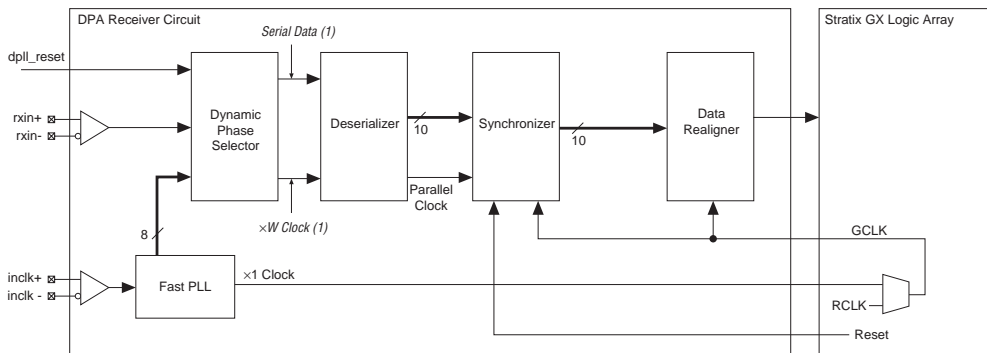 DPA Receiver Circuit
Stratix GX Logic Array
Serial Data (1)
dpll_reset
rxin+
rxin-
Dynamic
Phase
Selector
Deserializer
10
Synchronizer
10
Data
Realigner
Parallel
Clock
×W Clock (1)
8
GCLK
inclk+
inclk -
Fast PLL
×1 Clock
RCLK
Reset